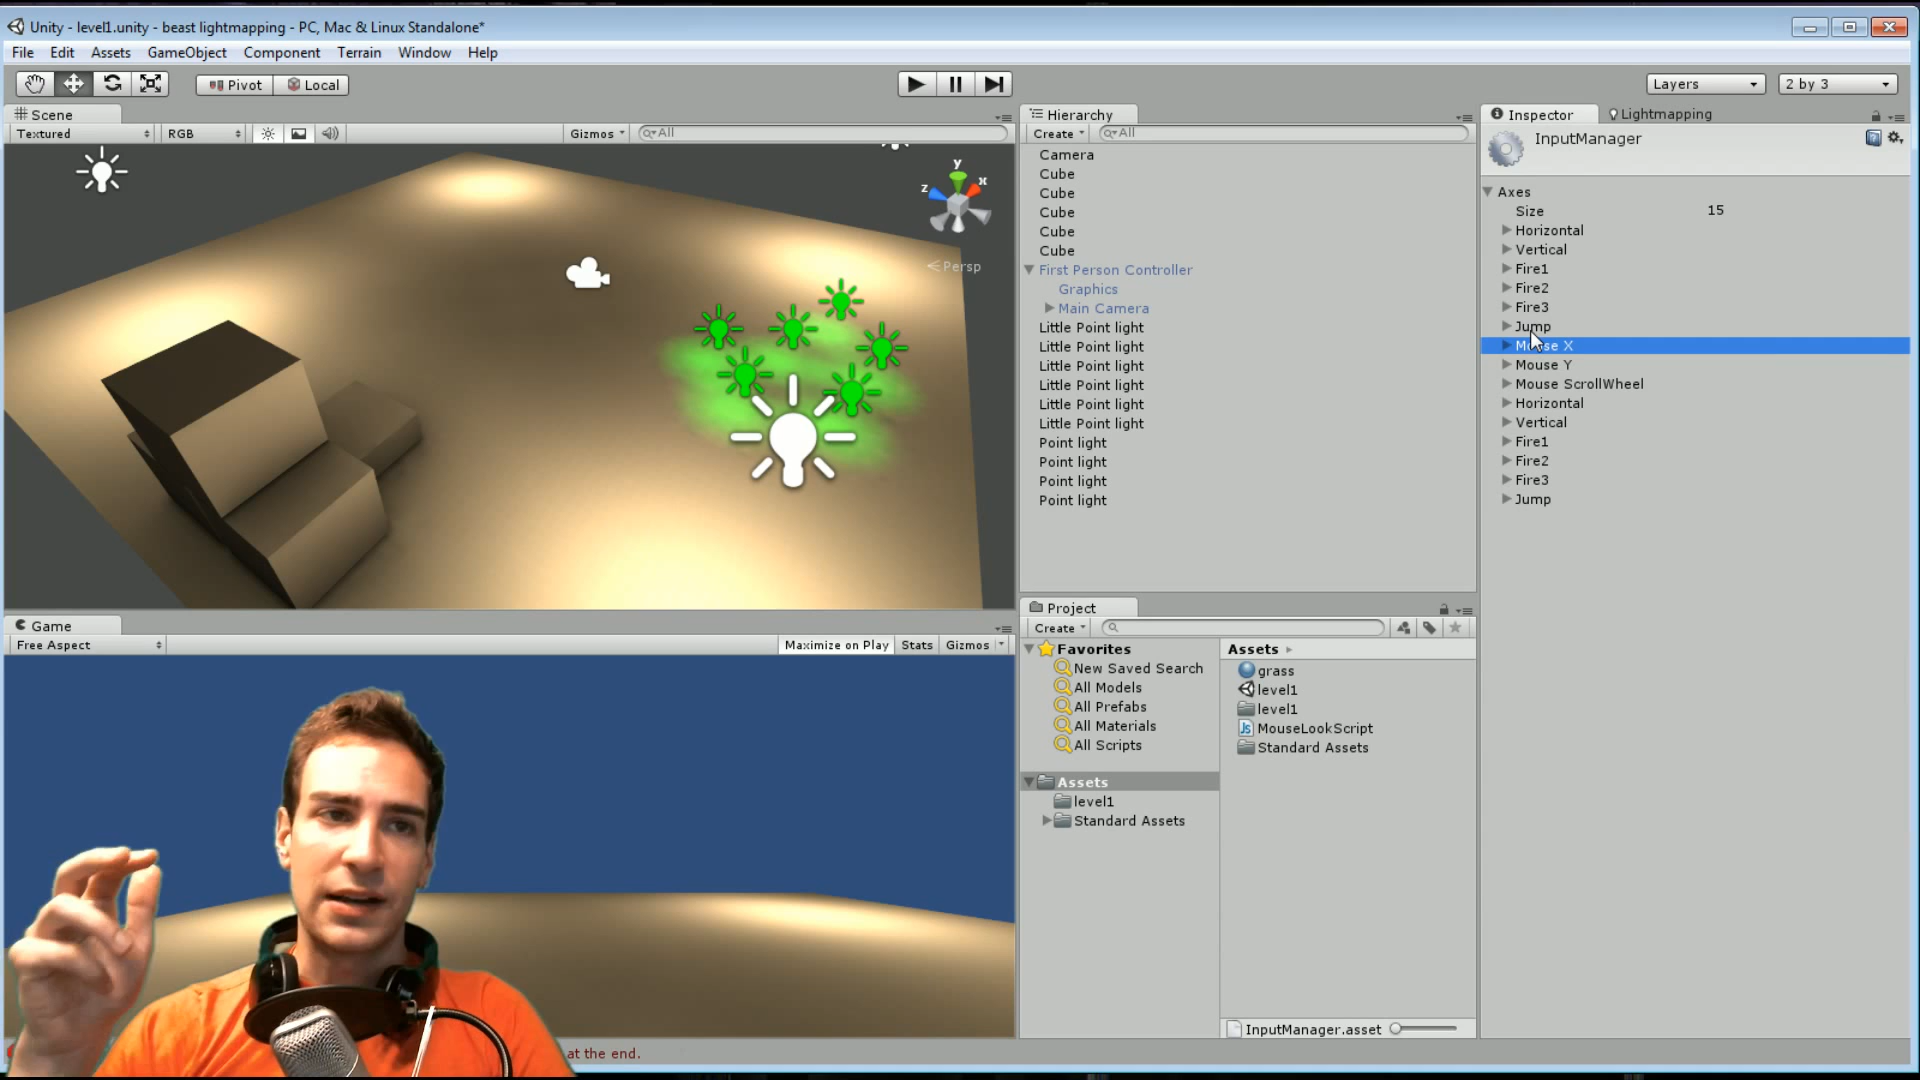 Unity - level1.unity - beast lightmapping - PC, Mac & Linux Standalone*
File Edit Assets GameObject Component Terrain Window Help
Pivot Local Layers 2 by 3
Scene
Textured RGB Gizmos All
y
z x
Persp
Hierarchy
Create All
Camera
Cube
Cube
Cube
Cube
Cube
First Person Controller
Graphics
Main Camera
Little Point light
Little Point light
Little Point light
Little Point light
Little Point light
Little Point light
Point light
Point light
Point light
Point light
Inspector Lightmapping
InputManager
Axes
Size 15
Horizontal
Vertical
Fire1
Fire2
Fire3
Jump
Mouse X
Mouse Y
Mouse ScrollWheel
Horizontal
Vertical
Fire1
Fire2
Fire3
Jump
Game
Free Aspect Maximize on Play Stats Gizmos
at the end.
Project
Create
Favorites
New Saved Search
All Models
All Prefabs
All Materials
All Scripts
Assets
level1
Standard Assets
Assets
grass
level1
level1
MouseLookScript
Standard Assets
InputManager.asset